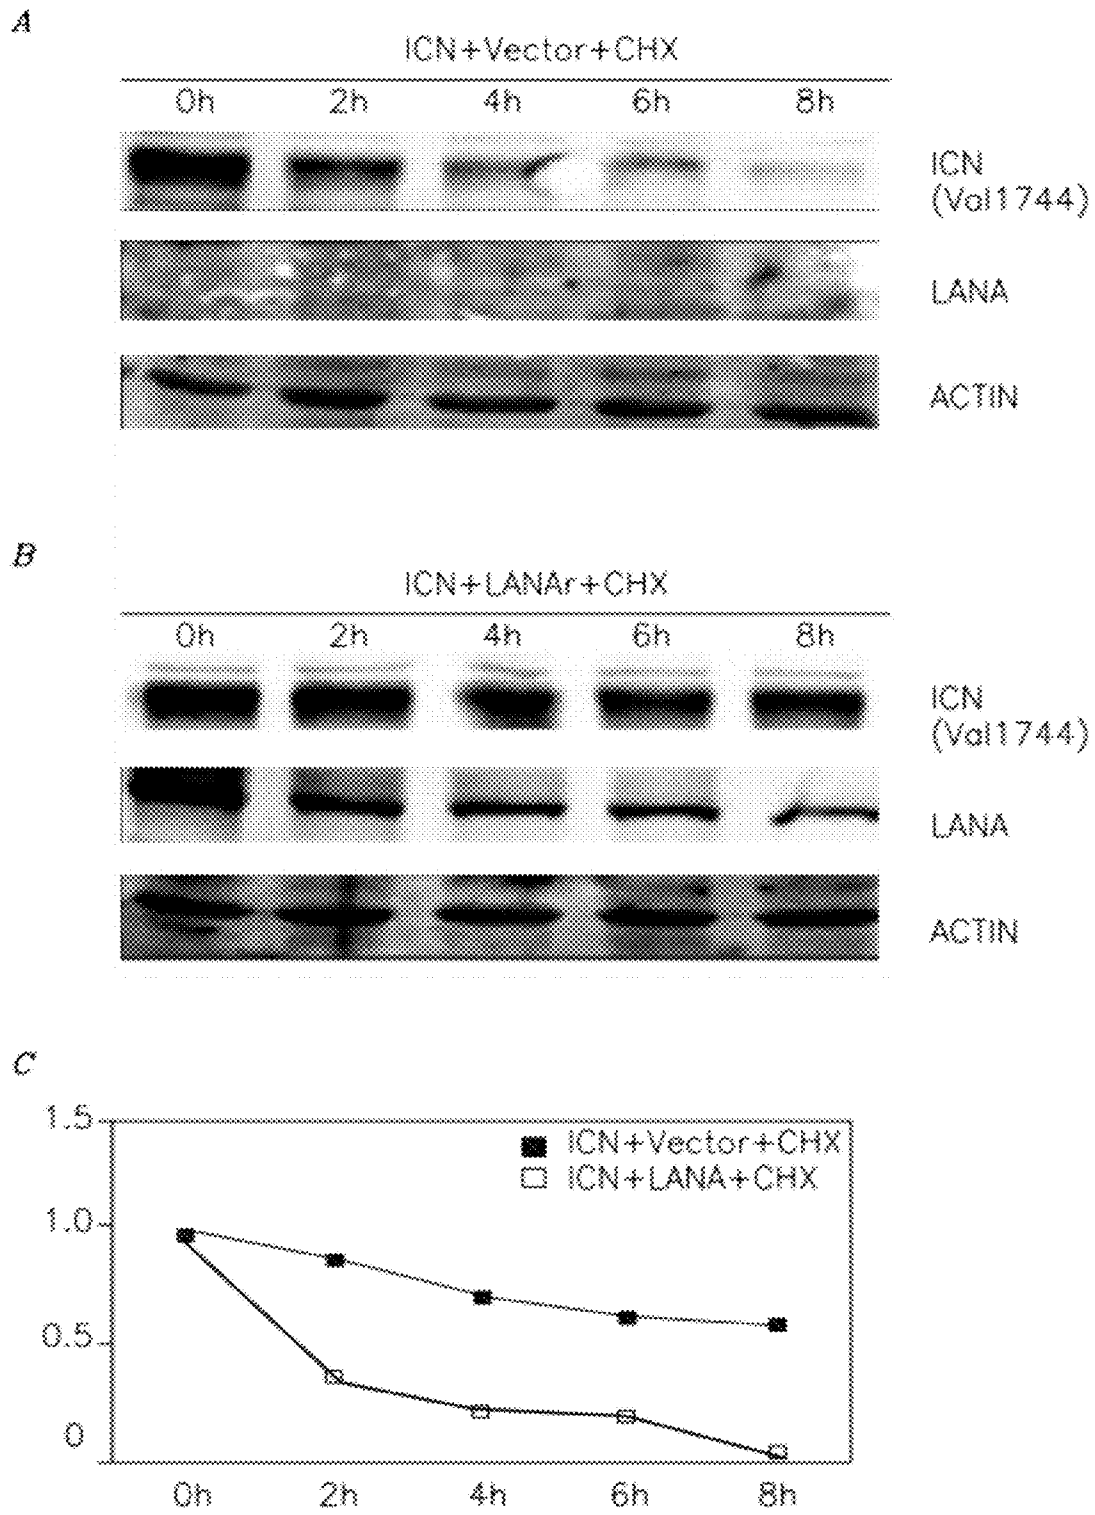 A
ICN+Vector+CHX
0h 2h 4h 6h 8h
ICN
(Val1744)
LANA
ACTIN
B
ICN+LANAr+CHX
0h 2h 4h 6h 8h
ICN
(Val1744)
LANA
ACTIN
C
1.5
ICN+Vector+CHX
ICN+LANA+CHX
1.0
0.5
0
0h 2h 4h 6h 8h